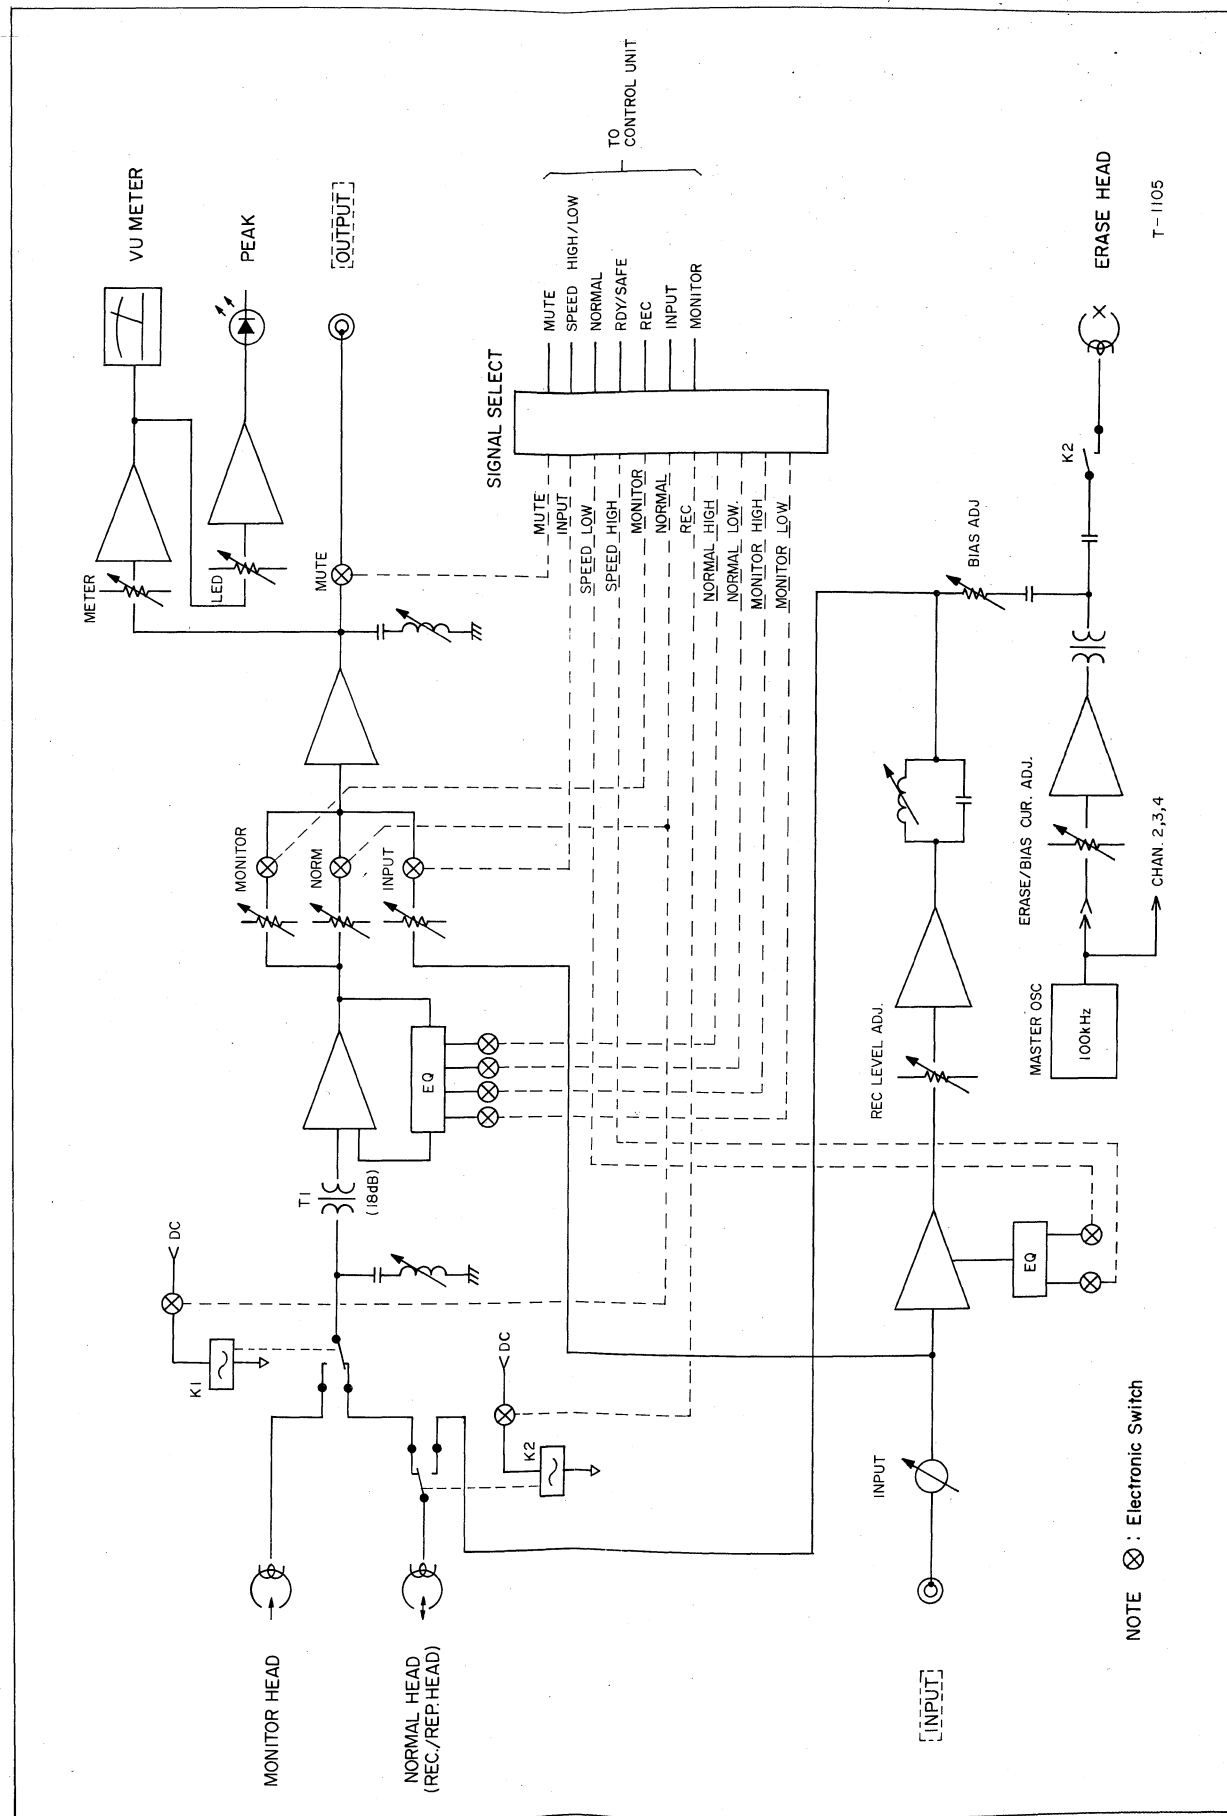 VU METER
PEAK
OUTPUT
METER
LED
MUTE
MONITOR
NORM
INPUT
EQ
T1
(18dB)
DC
K1
DC
K2
MONITOR HEAD
NORMAL HEAD
(REC./REP.HEAD)
SIGNAL SELECT
MUTE
SPEED HIGH/LOW
NORMAL
RDY/SAFE
REC
INPUT
MONITOR
TO
CONTROL UNIT
MUTE
INPUT
SPEED LOW
SPEED HIGH
MONITOR
NORMAL
REC
NORMAL HIGH
NORMAL LOW.
MONITOR HIGH
MONITOR LOW
BIAS ADJ
K2
ERASE HEAD
REC LEVEL ADJ.
ERASE/BIAS CUR. ADJ.
MASTER OSC
100kHz
CHAN. 2,3,4
EQ
INPUT
INPUT
NOTE : Electronic Switch
T-1105